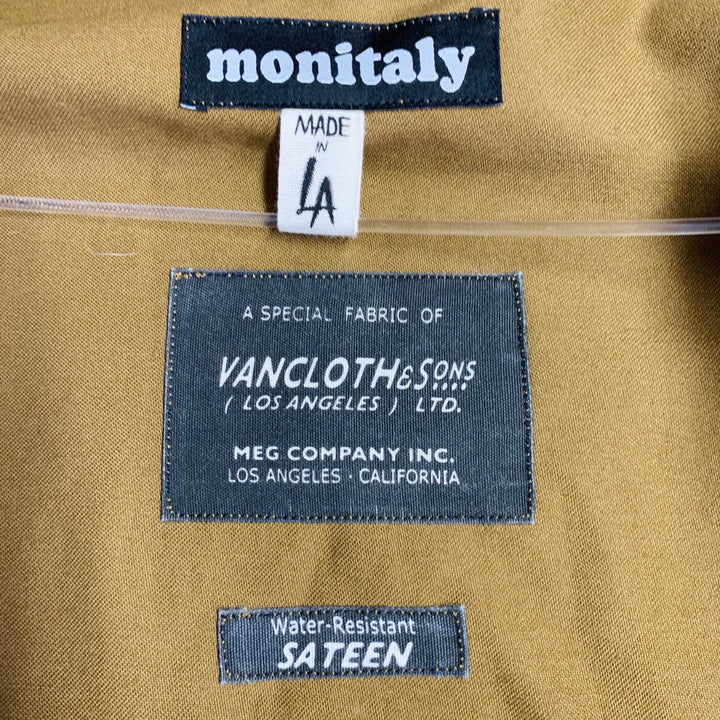 monitaly
MADE
IN
LA
A SPECIAL FABRIC OF
VANCLOTH & SONS
( LOS ANGELES ) LTD.
MEG COMPANY INC.
LOS ANGELES · CALIFORNIA
Water-Resistant
SATEEN